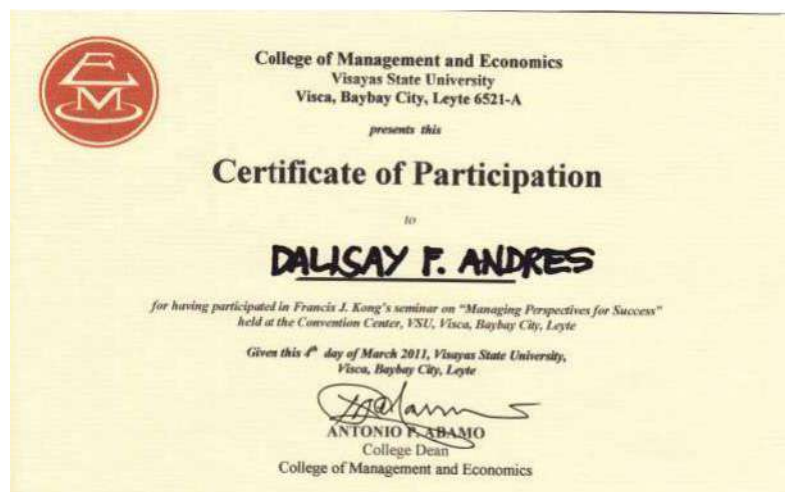 College of Management and Economics
Visayas State University
Visca, Baybay City, Leyte 6521-A
presents this
Certificate of Participation
to
DALISAY F. ANDRES
for having participated in Francis J. Kong's seminar on "Managing Perspectives for Success"
held at the Convention Center, VSU, Visca, Baybay City, Leyte
Given this 4th day of March 2011, Visayas State University,
Visca, Baybay City, Leyte
ANTONIO P. ABAMO
College Dean
College of Management and Economics